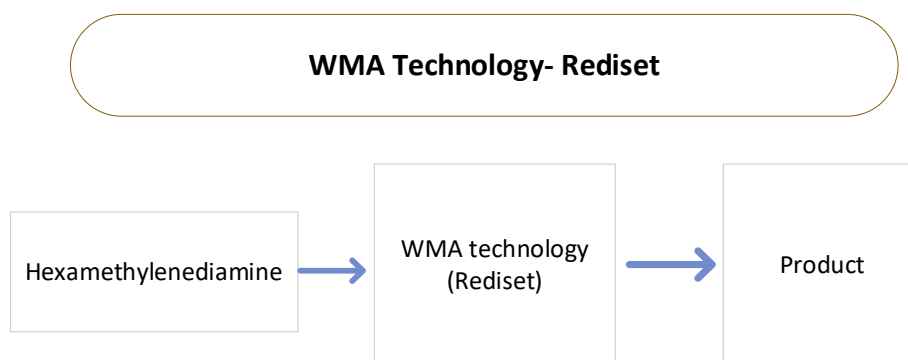 WMA Technology- Rediset
Hexamethylenediamine
WMA technology
(Rediset)
Product